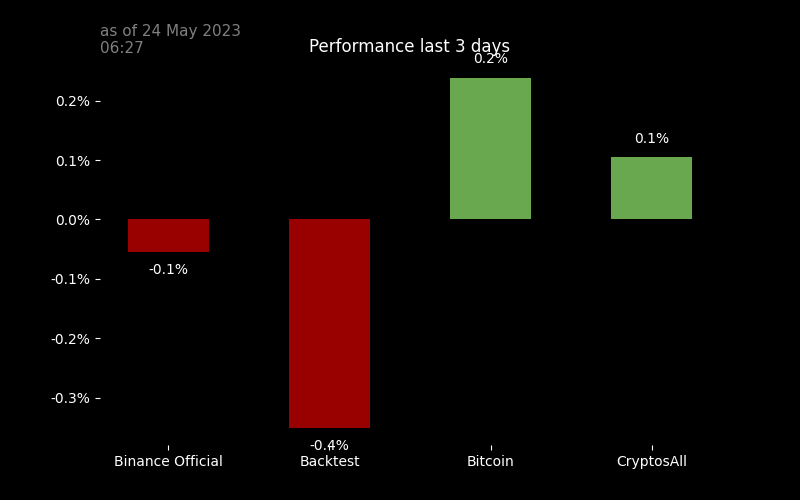 as of 24 May 2023
06:27
Performance last 3 days
0.2%
0.2%
0.1%
0.1%
0.0%
-0.1%
-0.1%
-0.2%
-0.3%
-0.4%
Binance Official
Backtest
Bitcoin
CryptosAll